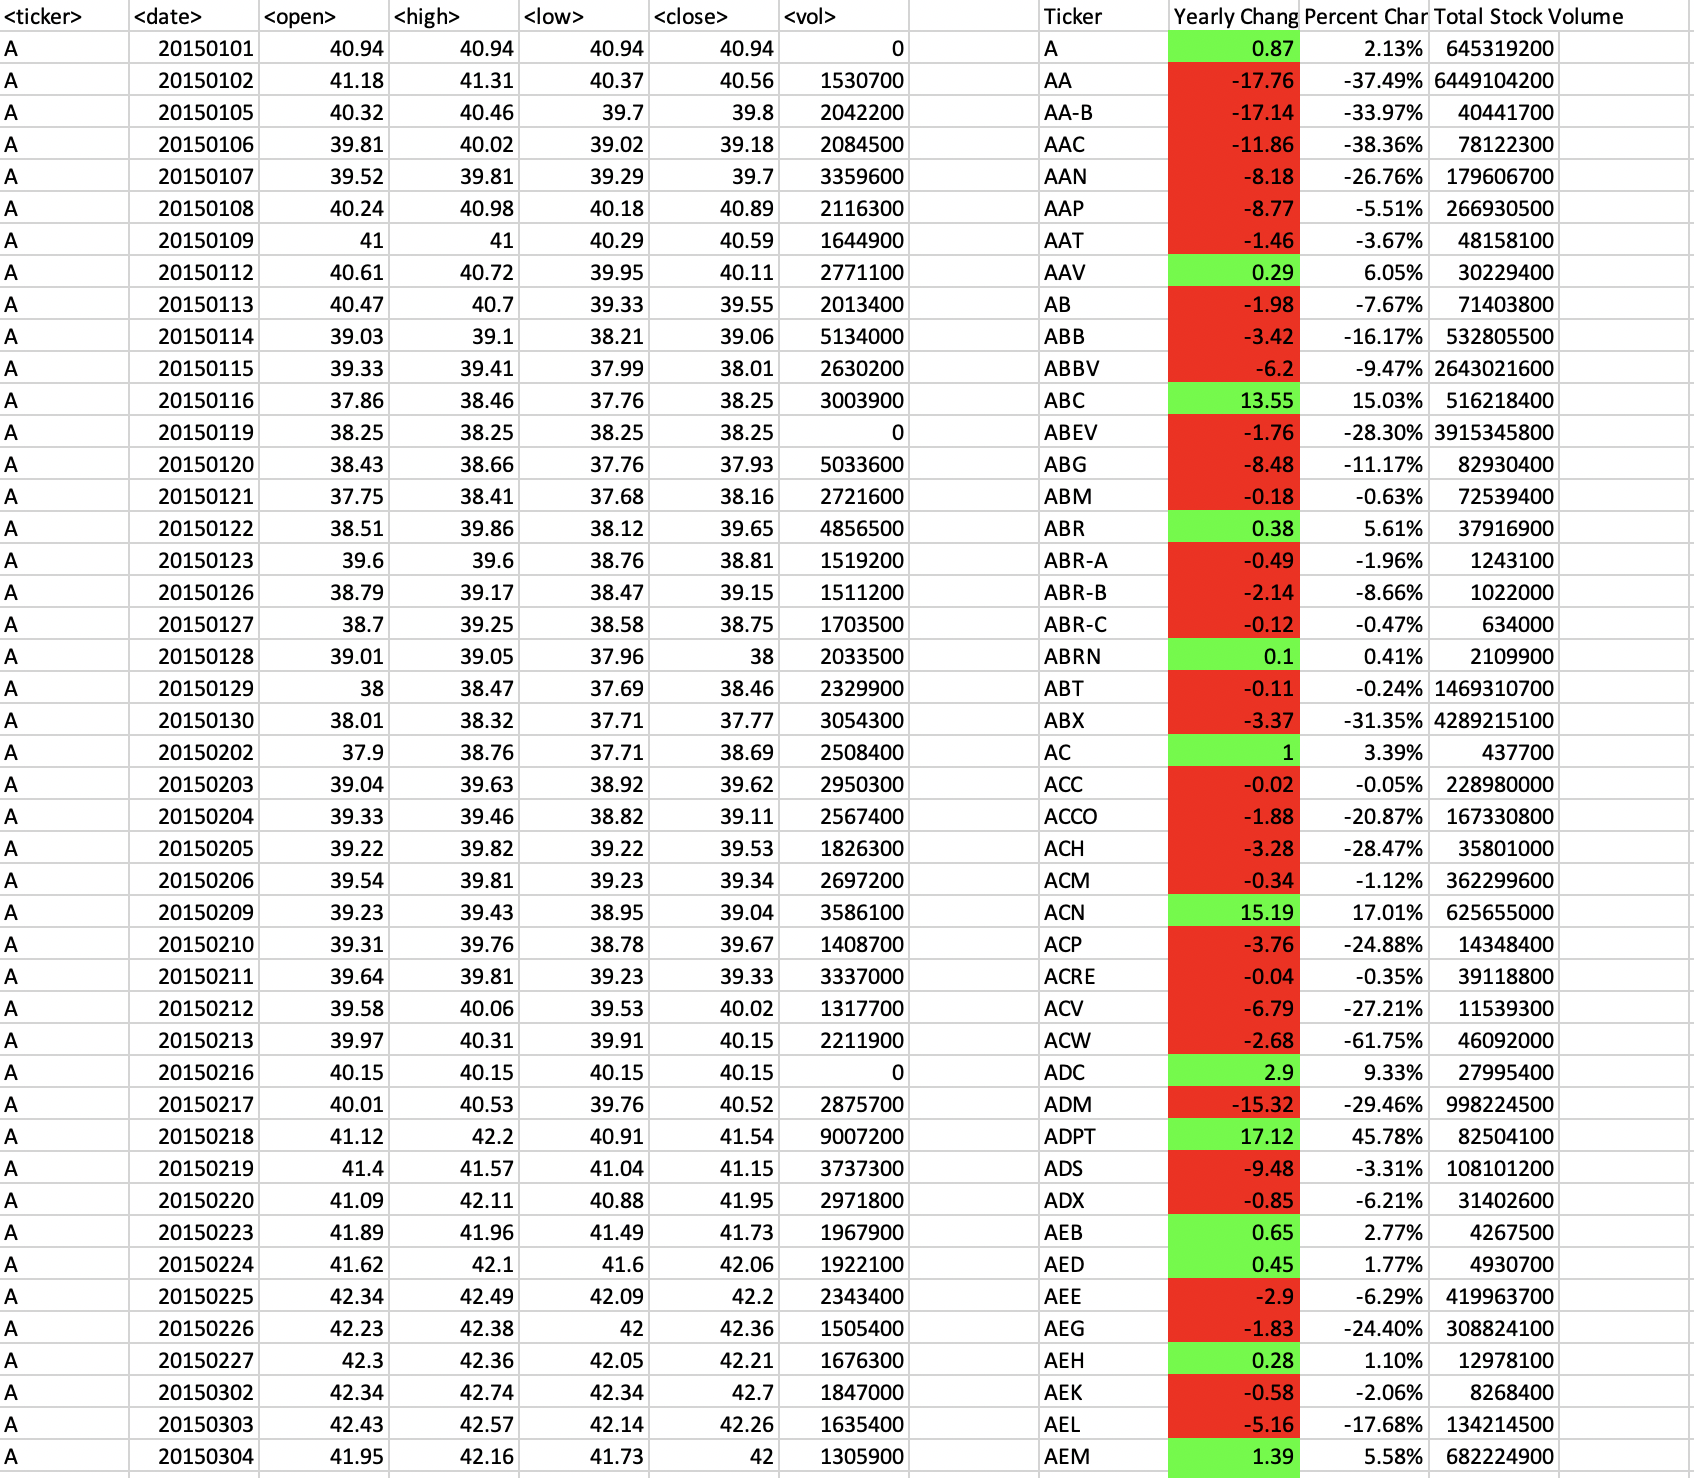 <ticker> <date> <open> <high> <low> <close> <vol> Ticker Yearly Chang Percent Char Total Stock Volume
A 20150101 40.94 40.94 40.94 40.94 0 A 0.87 2.13% 645319200
A 20150102 41.18 41.31 40.37 40.56 1530700 AA -17.76 -37.49% 6449104200
A 20150105 40.32 40.46 39.7 39.8 2042200 AA-B -17.14 -33.97% 40441700
A 20150106 39.81 40.02 39.02 39.18 2084500 AAC -11.86 -38.36% 78122300
A 20150107 39.52 39.81 39.29 39.7 3359600 AAN -8.18 -26.76% 179606700
A 20150108 40.24 40.98 40.18 40.89 2116300 AAP -8.77 -5.51% 266930500
A 20150109 41 41 40.29 40.59 1644900 AAT -1.46 -3.67% 48158100
A 20150112 40.61 40.72 39.95 40.11 2771100 AAV 0.29 6.05% 30229400
A 20150113 40.47 40.7 39.33 39.55 2013400 AB -1.98 -7.67% 71403800
A 20150114 39.03 39.1 38.21 39.06 5134000 ABB -3.42 -16.17% 532805500
A 20150115 39.33 39.41 37.99 38.01 2630200 ABBV -6.2 -9.47% 2643021600
A 20150116 37.86 38.46 37.76 38.25 3003900 ABC 13.55 15.03% 516218400
A 20150119 38.25 38.25 38.25 38.25 0 ABEV -1.76 -28.30% 3915345800
A 20150120 38.43 38.66 37.76 37.93 5033600 ABG -8.48 -11.17% 82930400
A 20150121 37.75 38.41 37.68 38.16 2721600 ABM -0.18 -0.63% 72539400
A 20150122 38.51 39.86 38.12 39.65 4856500 ABR 0.38 5.61% 37916900
A 20150123 39.6 39.6 38.76 38.81 1519200 ABR-A -0.49 -1.96% 1243100
A 20150126 38.79 39.17 38.47 39.15 1511200 ABR-B -2.14 -8.66% 1022000
A 20150127 38.7 39.25 38.58 38.75 1703500 ABR-C -0.12 -0.47% 634000
A 20150128 39.01 39.05 37.96 38 2033500 ABRN 0.1 0.41% 2109900
A 20150129 38 38.47 37.69 38.46 2329900 ABT -0.11 -0.24% 1469310700
A 20150130 38.01 38.32 37.71 37.77 3054300 ABX -3.37 -31.35% 4289215100
A 20150202 37.9 38.76 37.71 38.69 2508400 AC 1 3.39% 437700
A 20150203 39.04 39.63 38.92 39.62 2950300 ACC -0.02 -0.05% 228980000
A 20150204 39.33 39.46 38.82 39.11 2567400 ACCO -1.88 -20.87% 167330800
A 20150205 39.22 39.82 39.22 39.53 1826300 ACH -3.28 -28.47% 35801000
A 20150206 39.54 39.81 39.23 39.34 2697200 ACM -0.34 -1.12% 362299600
A 20150209 39.23 39.43 38.95 39.04 3586100 ACN 15.19 17.01% 625655000
A 20150210 39.31 39.76 38.78 39.67 1408700 ACP -3.76 -24.88% 14348400
A 20150211 39.64 39.81 39.23 39.33 3337000 ACRE -0.04 -0.35% 39118800
A 20150212 39.58 40.06 39.53 40.02 1317700 ACV -6.79 -27.21% 11539300
A 20150213 39.97 40.31 39.91 40.15 2211900 ACW -2.68 -61.75% 46092000
A 20150216 40.15 40.15 40.15 40.15 0 ADC 2.9 9.33% 27995400
A 20150217 40.01 40.53 39.76 40.52 2875700 ADM -15.32 -29.46% 998224500
A 20150218 41.12 42.2 40.91 41.54 9007200 ADPT 17.12 45.78% 82504100
A 20150219 41.4 41.57 41.04 41.15 3737300 ADS -9.48 -3.31% 108101200
A 20150220 41.09 42.11 40.88 41.95 2971800 ADX -0.85 -6.21% 31402600
A 20150223 41.89 41.96 41.49 41.73 1967900 AEB 0.65 2.77% 4267500
A 20150224 41.62 42.1 41.6 42.06 1922100 AED 0.45 1.77% 4930700
A 20150225 42.34 42.49 42.09 42.2 2343400 AEE -2.9 -6.29% 419963700
A 20150226 42.23 42.38 42 42.36 1505400 AEG -1.83 -24.40% 308824100
A 20150227 42.3 42.36 42.05 42.21 1676300 AEH 0.28 1.10% 12978100
A 20150302 42.34 42.74 42.34 42.7 1847000 AEK -0.58 -2.06% 8268400
A 20150303 42.43 42.57 42.14 42.26 1635400 AEL -5.16 -17.68% 134214500
A 20150304 41.95 42.16 41.73 42 1305900 AEM 1.39 5.58% 682224900